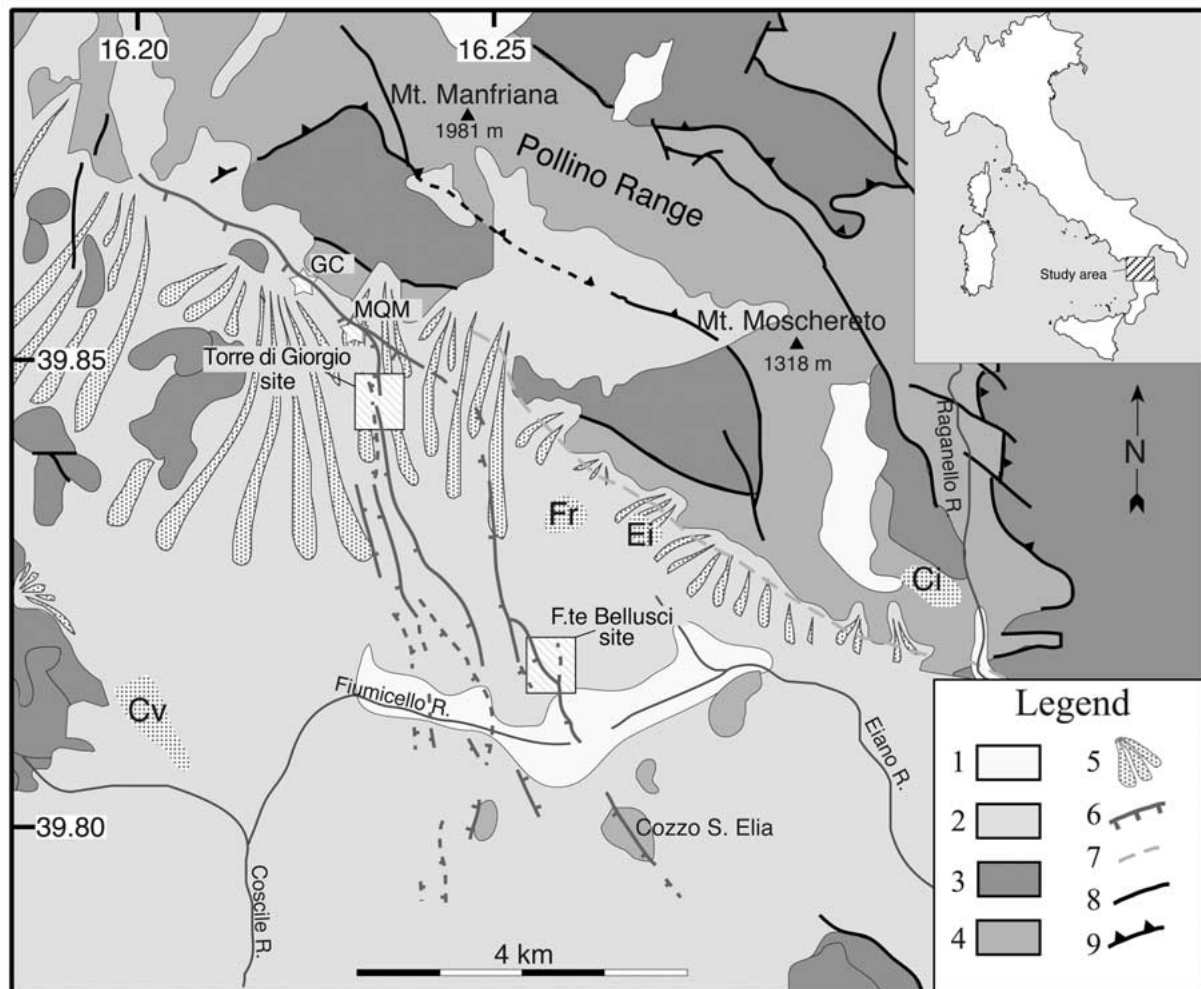 16.20
16.25
Mt. Manfriana
1981 m
Pollino Range
Study area
GC
MQM
Mt. Moschereto
1318 m
39.85
Torre di Giorgio
site
Raganello R.
N
Fr
Ei
Ci
F.te Bellusci
site
Cv
Fiumicello R.
Eiano R.
39.80
Cozzo S. Elia
Coscile R.
4 km
Legend
1
2
3
4
5
6
7
8
9